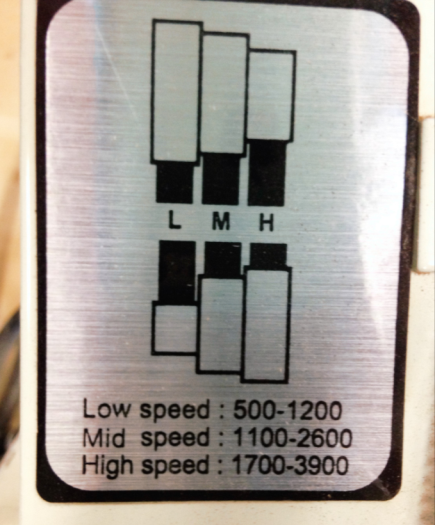 L M H
Low speed : 500-1200
Mid speed : 1100-2600
High speed : 1700-3900